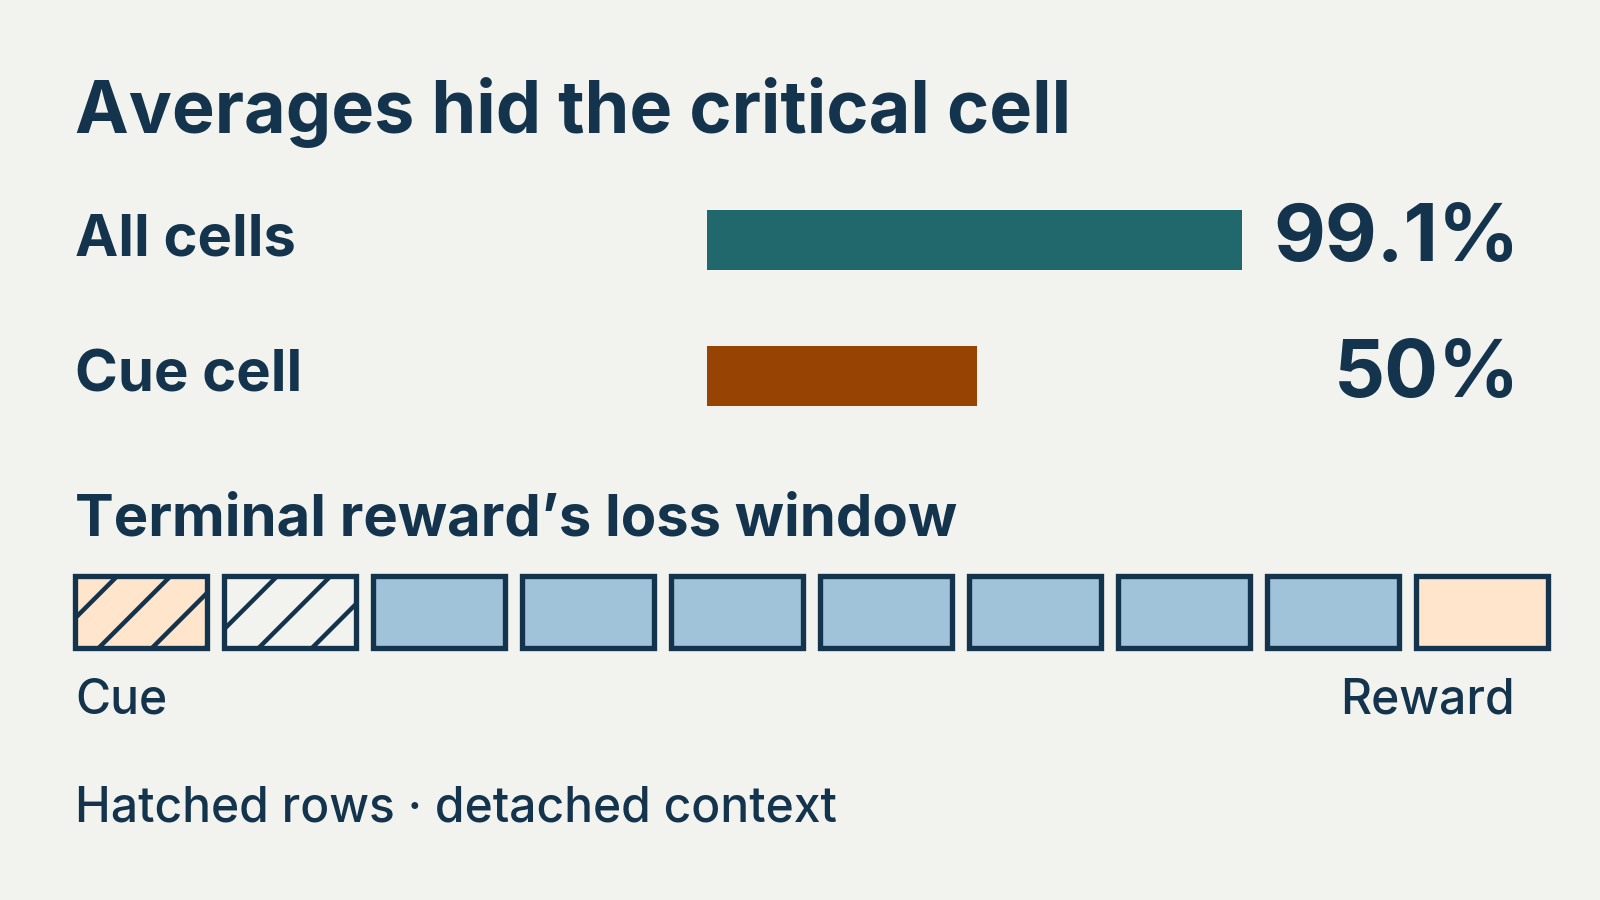 Averages hid the critical cell
All cells 99.1%
Cue cell 50%
Terminal reward’s loss window
Cue Reward
Hatched rows · detached context